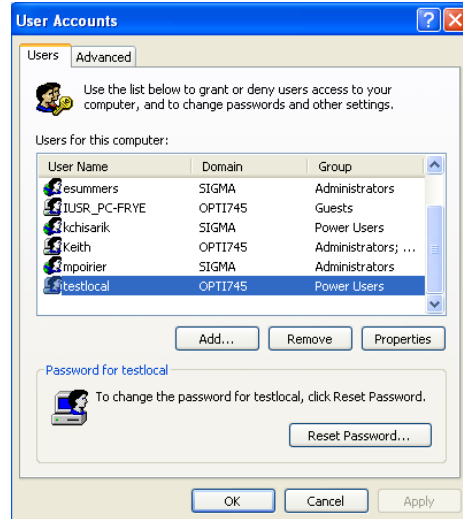 User Accounts
Users Advanced
Use the list below to grant or deny users access to your
computer, and to change passwords and other settings.
Users for this computer:
User Name Domain Group
esummers SIGMA Administrators
IUSR_PC-FRYE OPTI745 Guests
kchisarik SIGMA Power Users
Keith OPTI745 Administrators; ...
mpoirier SIGMA Administrators
testlocal OPTI745 Power Users
Add... Remove Properties
Password for testlocal
To change the password for testlocal, click Reset Password.
Reset Password...
OK Cancel Apply